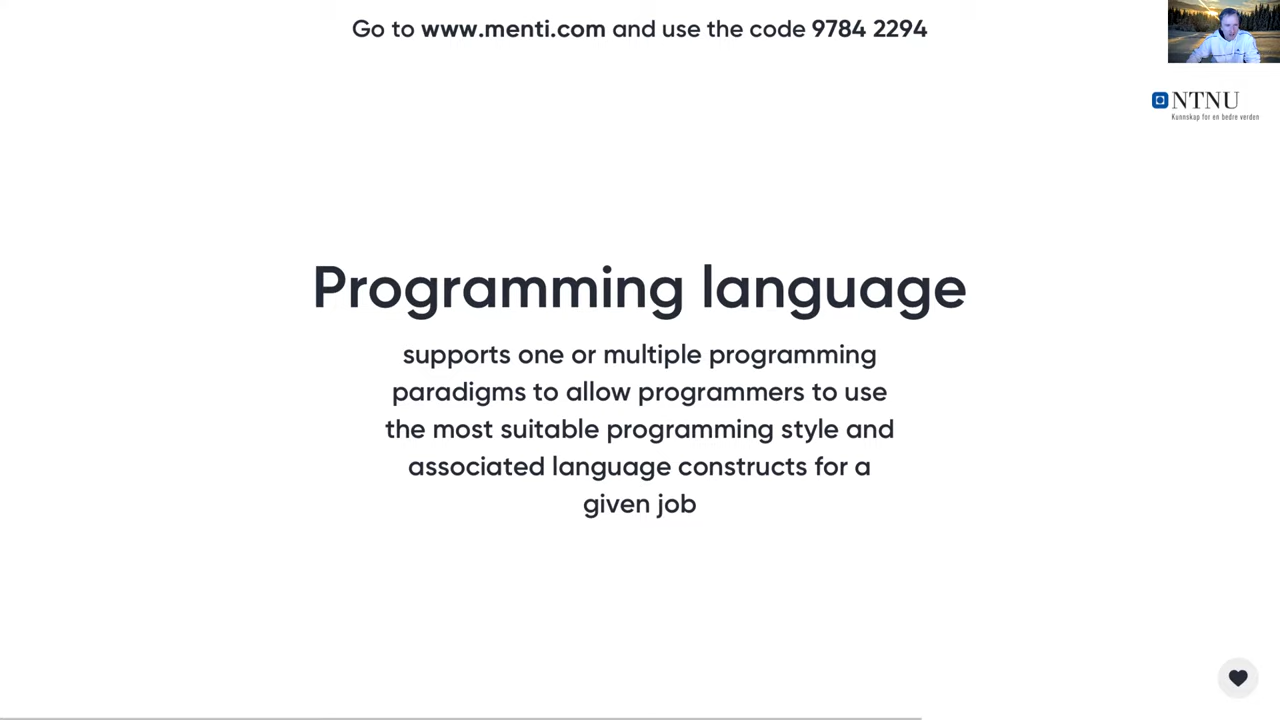 Go to www.menti.com and use the code 9784 2294
NTNU
Kunnskap for en bedre verden
Programming language
supports one or multiple programming
paradigms to allow programmers to use
the most suitable programming style and
associated language constructs for a
given job